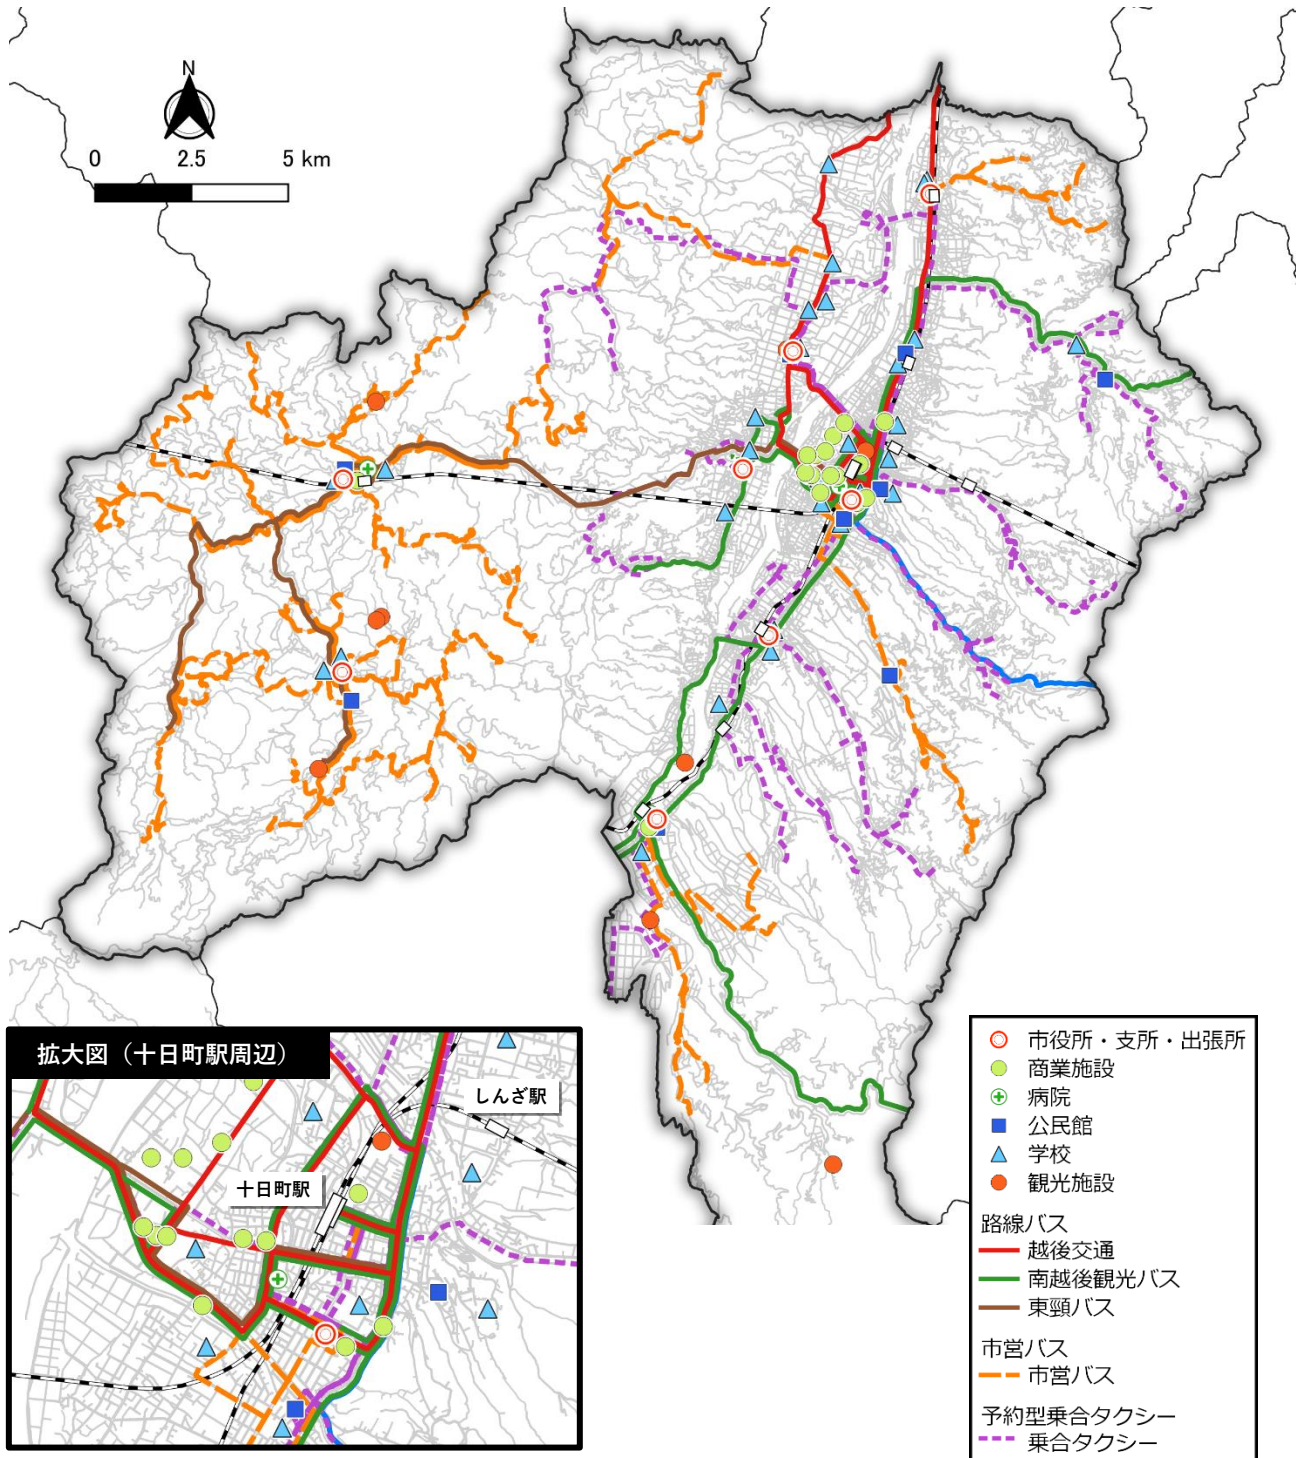 N
0 2.5 5 km
拡大図（十日町駅周辺）
しんざ駅
十日町駅
市役所・支所・出張所
商業施設
病院
公民館
学校
観光施設
路線バス
越後交通
南越後観光バス
東頸バス
市営バス
市営バス
予約型乗合タクシー
乗合タクシー